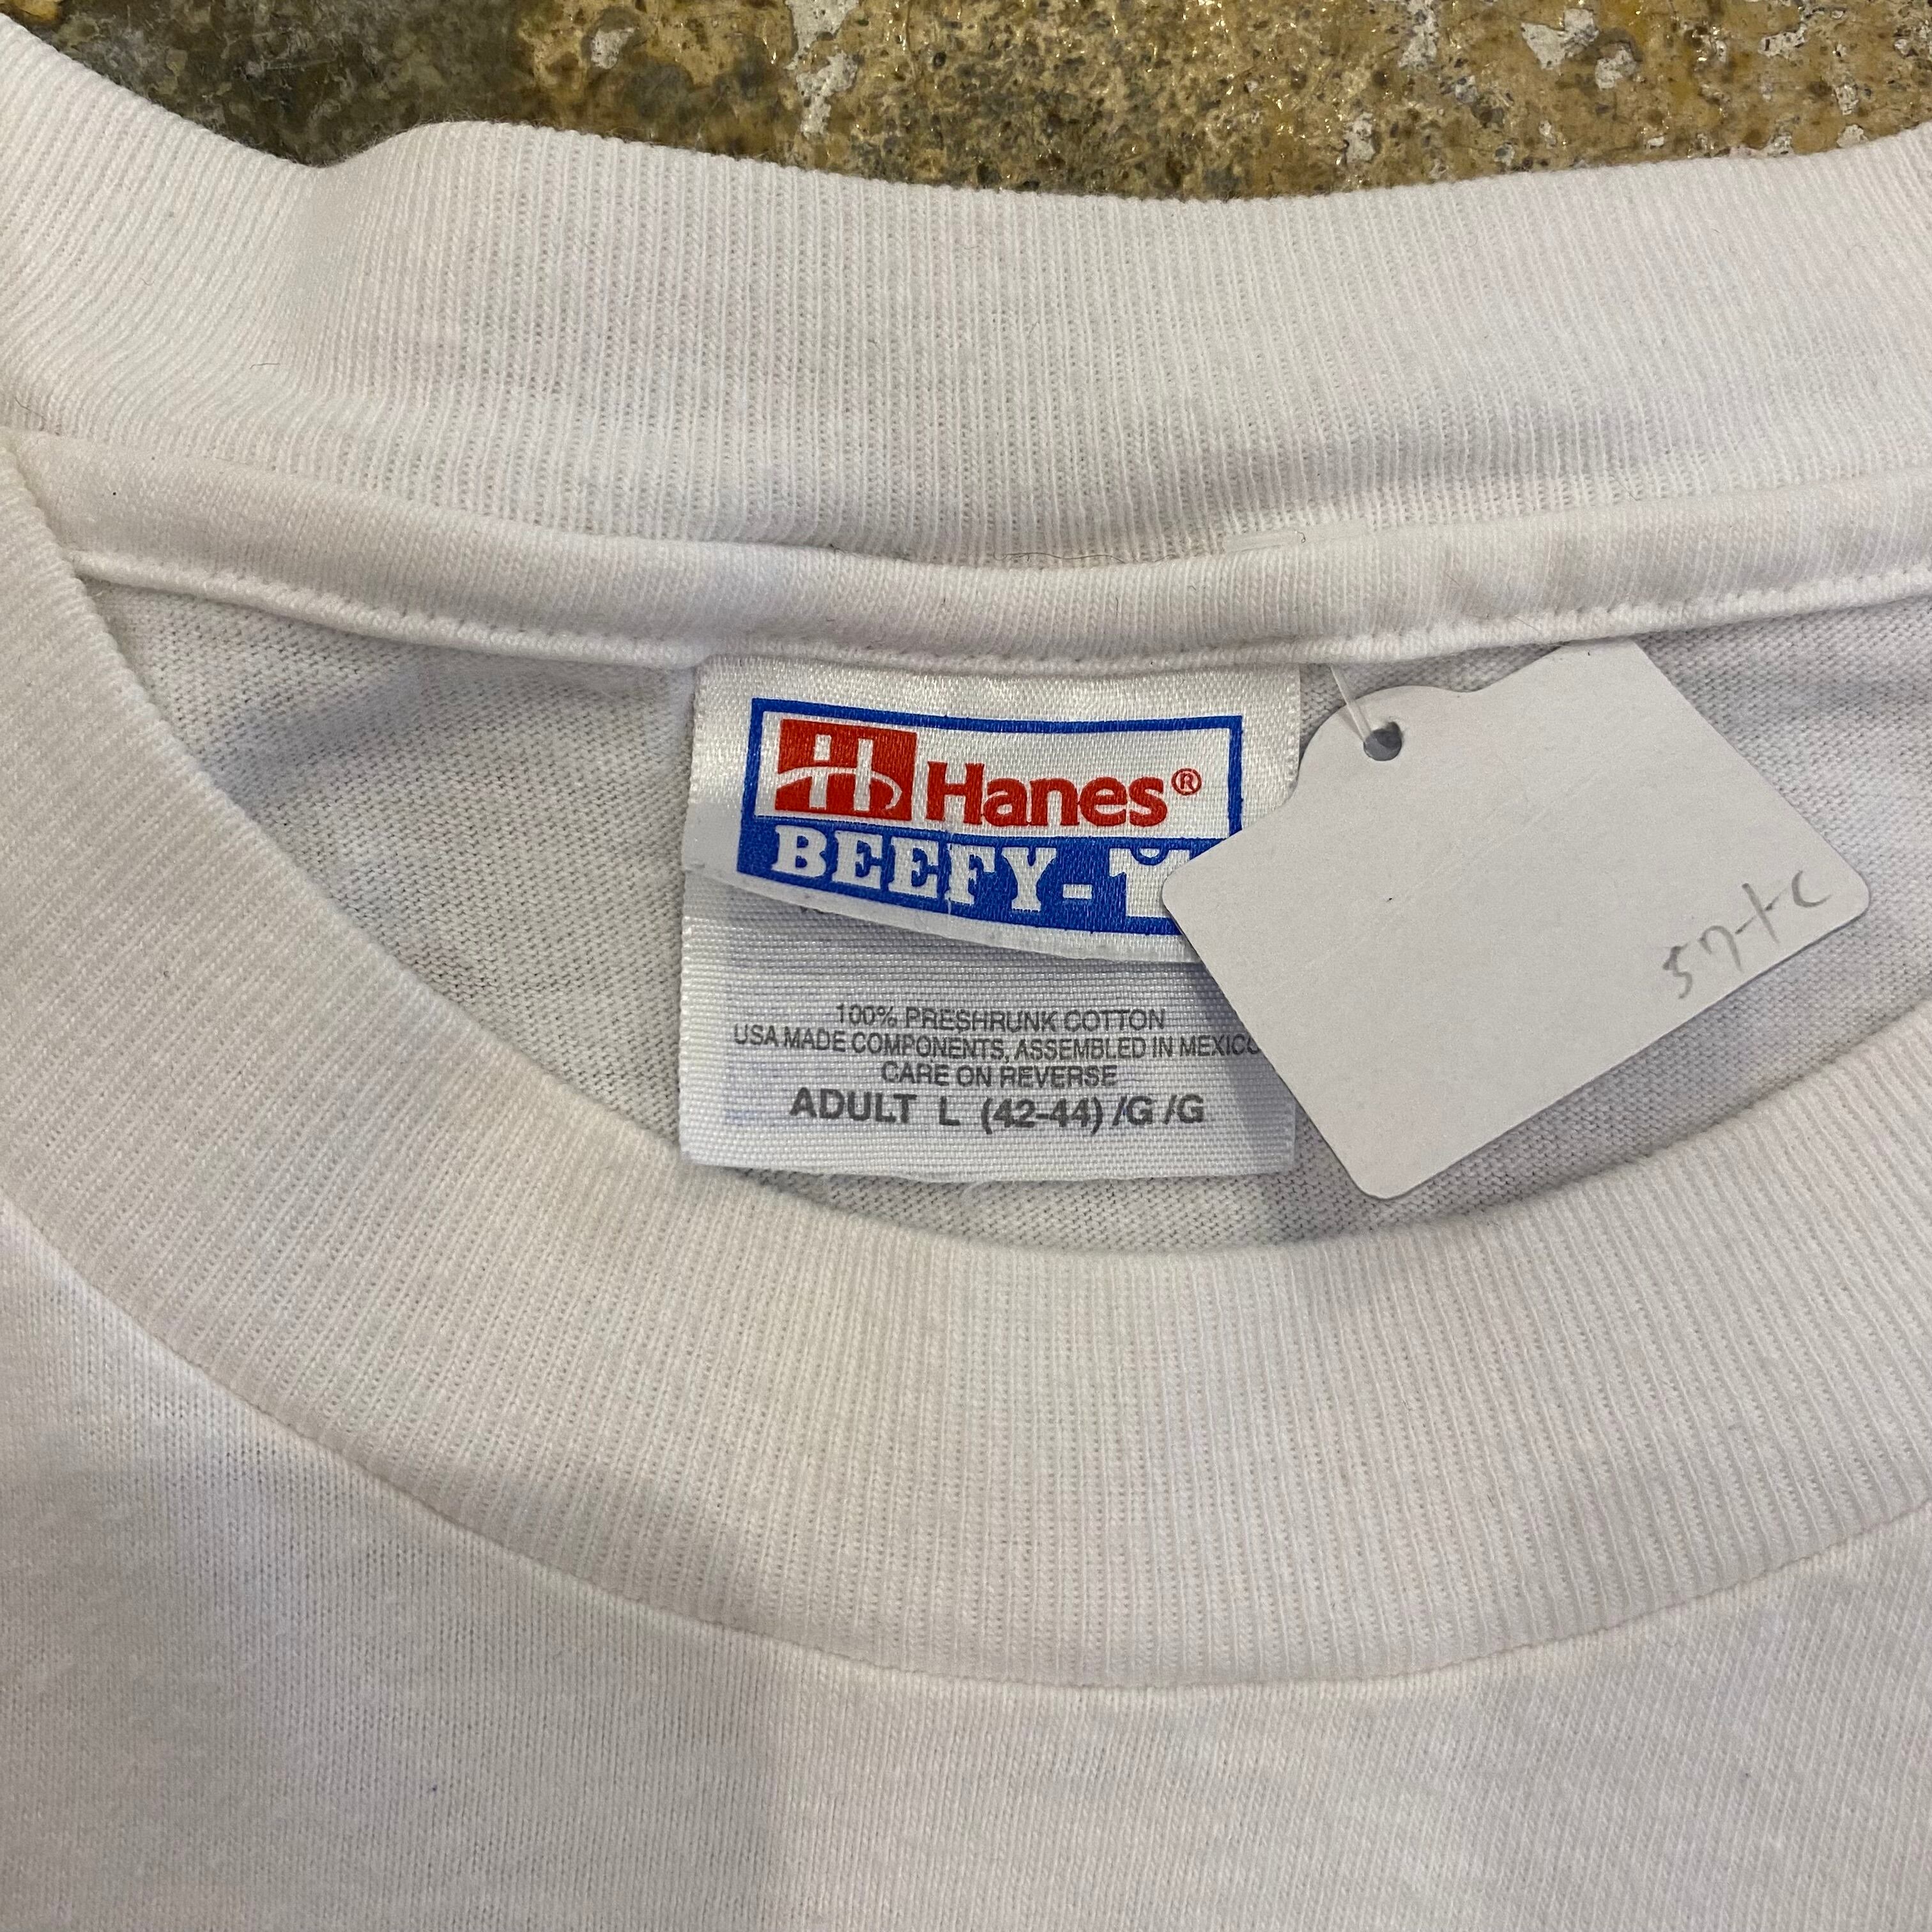 Hanes®
BEEFY-T
100% PRESHRUNK COTTON
USA MADE COMPONENTS, ASSEMBLED IN MEXICO
CARE ON REVERSE
ADULT L (42-44) /G /G